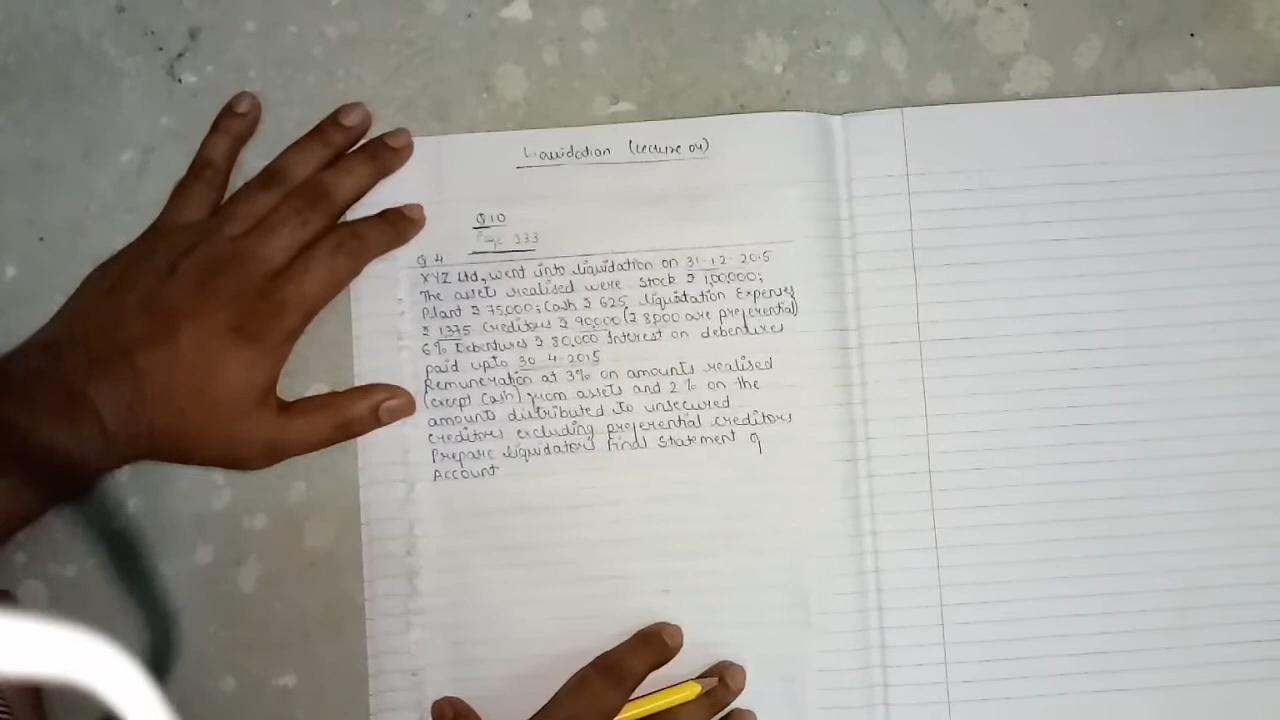 Liquidation (Lecture 04)
Q10
Page 333
Q 4
XYZ Ltd, went into liquidation on 31-12-2015
The asset realised were stock ₹ 1,00,000;
Plant ₹ 75,000; Cash ₹ 625 liquidation Expenses
₹ 1375 Creditors ₹ 90,000 (₹ 8000 are preferential)
6% Debentures ₹ 80,000 Interest on debentures
paid upto 30-4-2015
Remuneration at 3% on amounts realised
(except Cash) from assets and 2% on the
amounts distributed to unsecured
creditors excluding preferential creditors
Prepare liquidators Final Statement of
Account